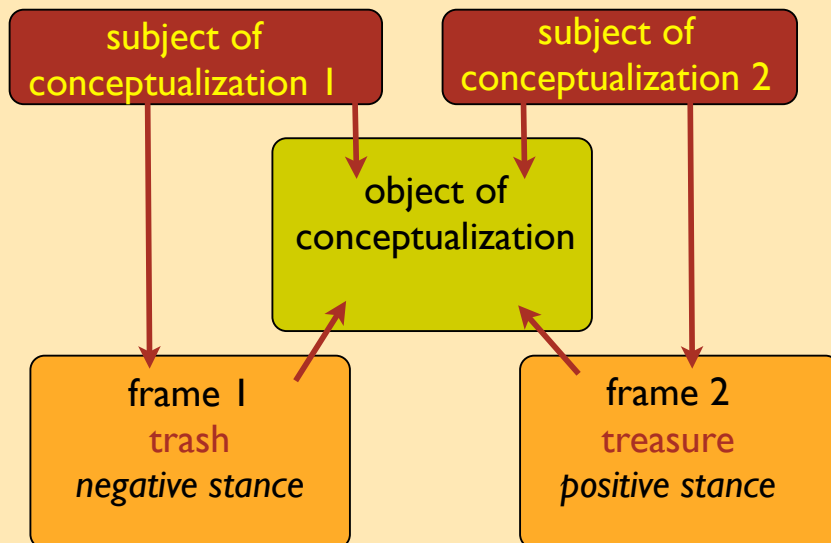 subject of
conceptualization 1
subject of
conceptualization 2
object of
conceptualization
frame 1
trash
negative stance
frame 2
treasure
positive stance